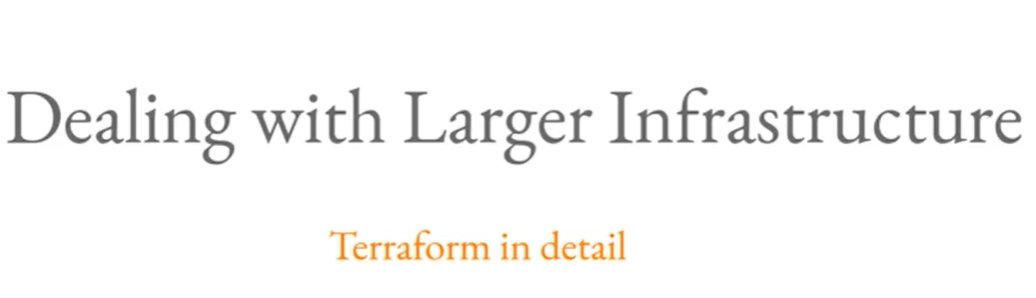 Dealing with Larger Infrastructure
Terraform in detail